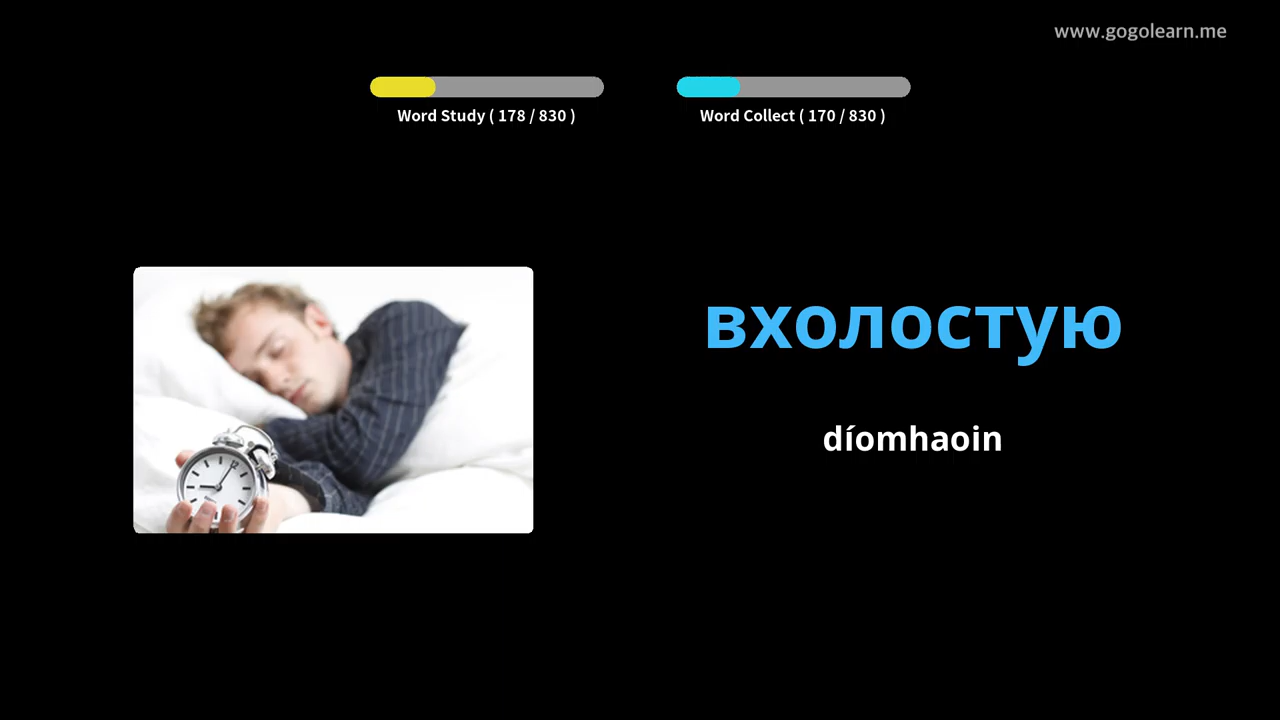 www.gogolearn.me
Word Study ( 178 / 830 )
Word Collect ( 170 / 830 )
вхолостую
díomhaoin